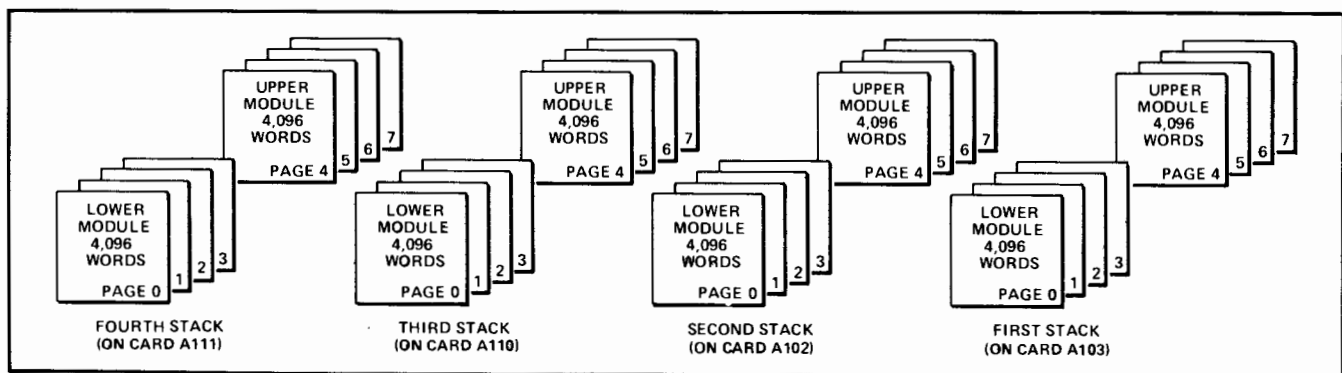 UPPER
MODULE
4,096
WORDS
PAGE 4
5
6
7
LOWER
MODULE
4,096
WORDS
PAGE 0
1
2
3
FOURTH STACK
(ON CARD A111)
UPPER
MODULE
4,096
WORDS
PAGE 4
5
6
7
LOWER
MODULE
4,096
WORDS
PAGE 0
1
2
3
THIRD STACK
(ON CARD A110)
UPPER
MODULE
4,096
WORDS
PAGE 4
5
6
7
LOWER
MODULE
4,096
WORDS
PAGE 0
1
2
3
SECOND STACK
(ON CARD A102)
UPPER
MODULE
4,096
WORDS
PAGE 4
5
6
7
LOWER
MODULE
4,096
WORDS
PAGE 0
1
2
3
FIRST STACK
(ON CARD A103)